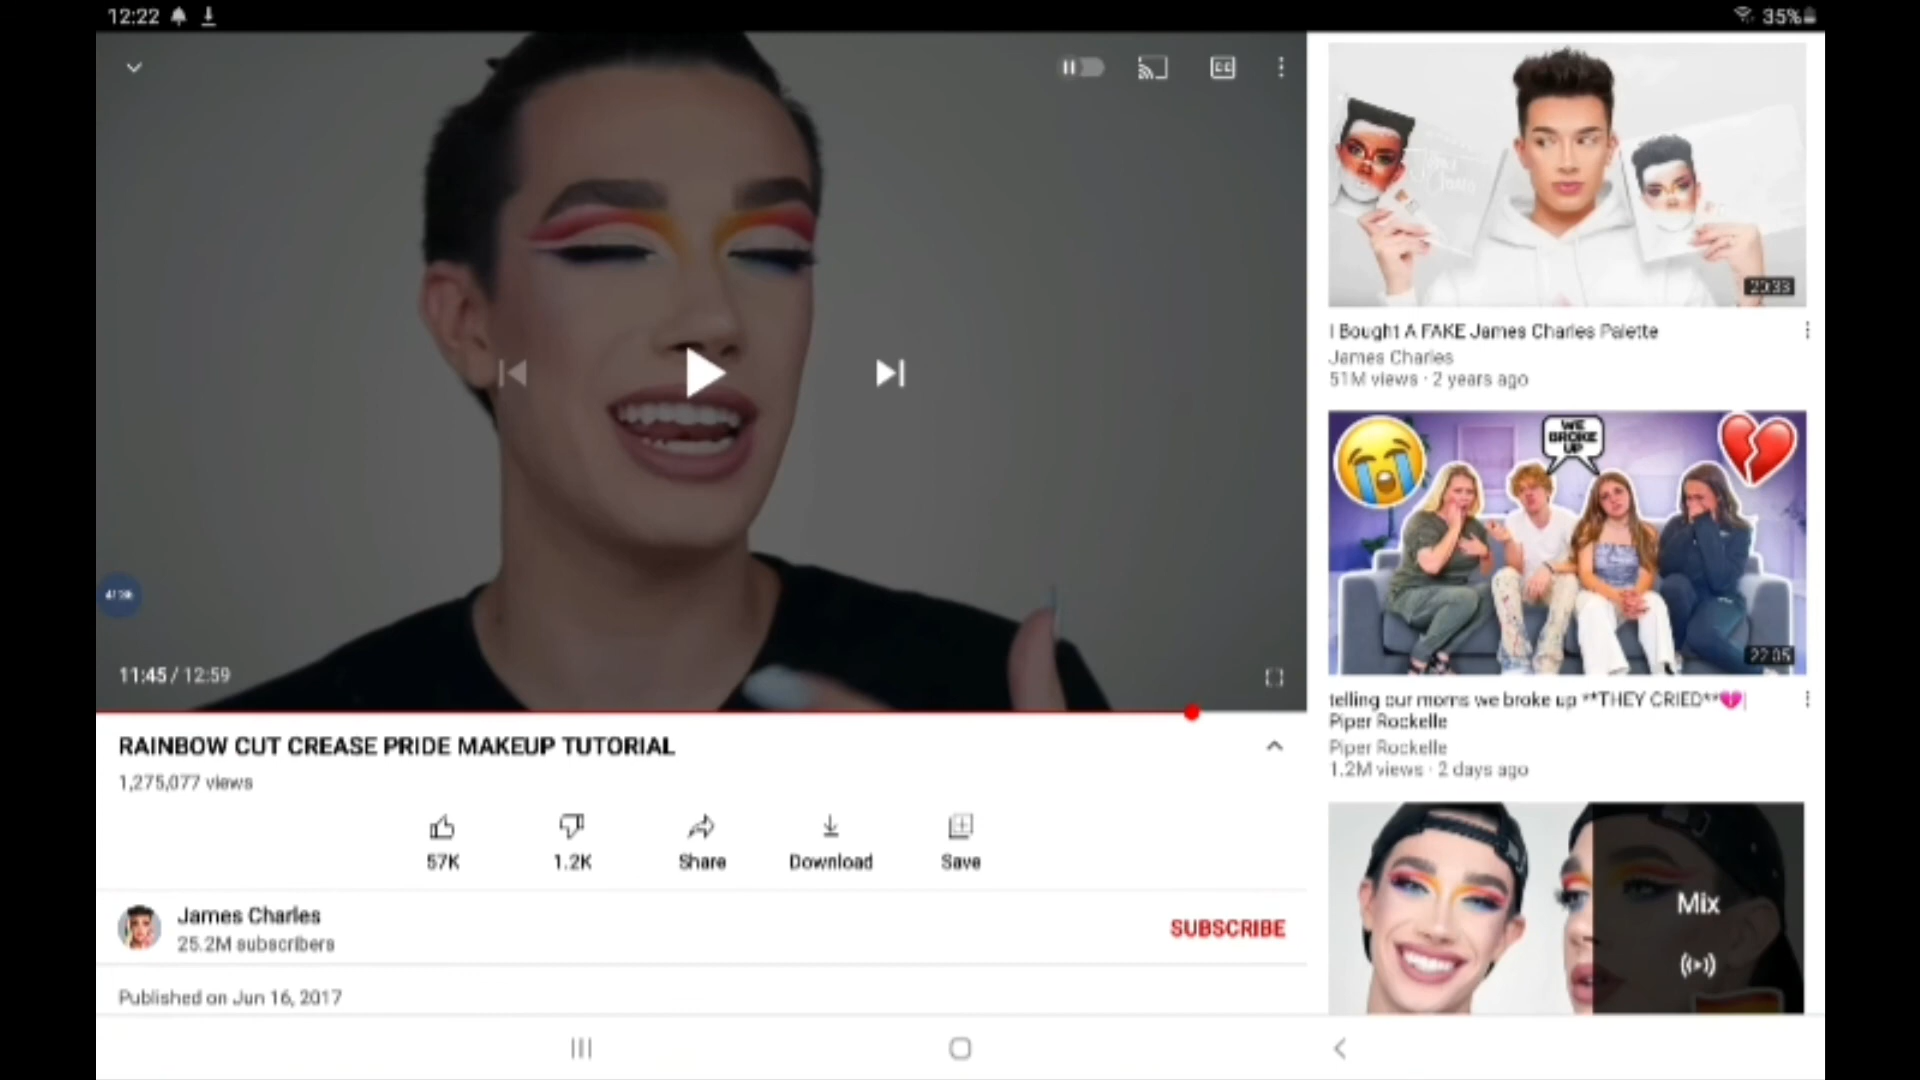 12:22
35%
11:45 / 12:59
RAINBOW CUT CREASE PRIDE MAKEUP TUTORIAL
1,275,077 views
57K
1.2K
Share
Download
Save
James Charles
25.2M subscribers
SUBSCRIBE
Published on Jun 16, 2017
20:33
I Bought A FAKE James Charles Palette
James Charles
51M views · 2 years ago
WE
BROKE
UP
22:05
telling our moms we broke up **THEY CRIED**💔|
Piper Rockelle
Piper Rockelle
1.2M views · 2 days ago
Mix